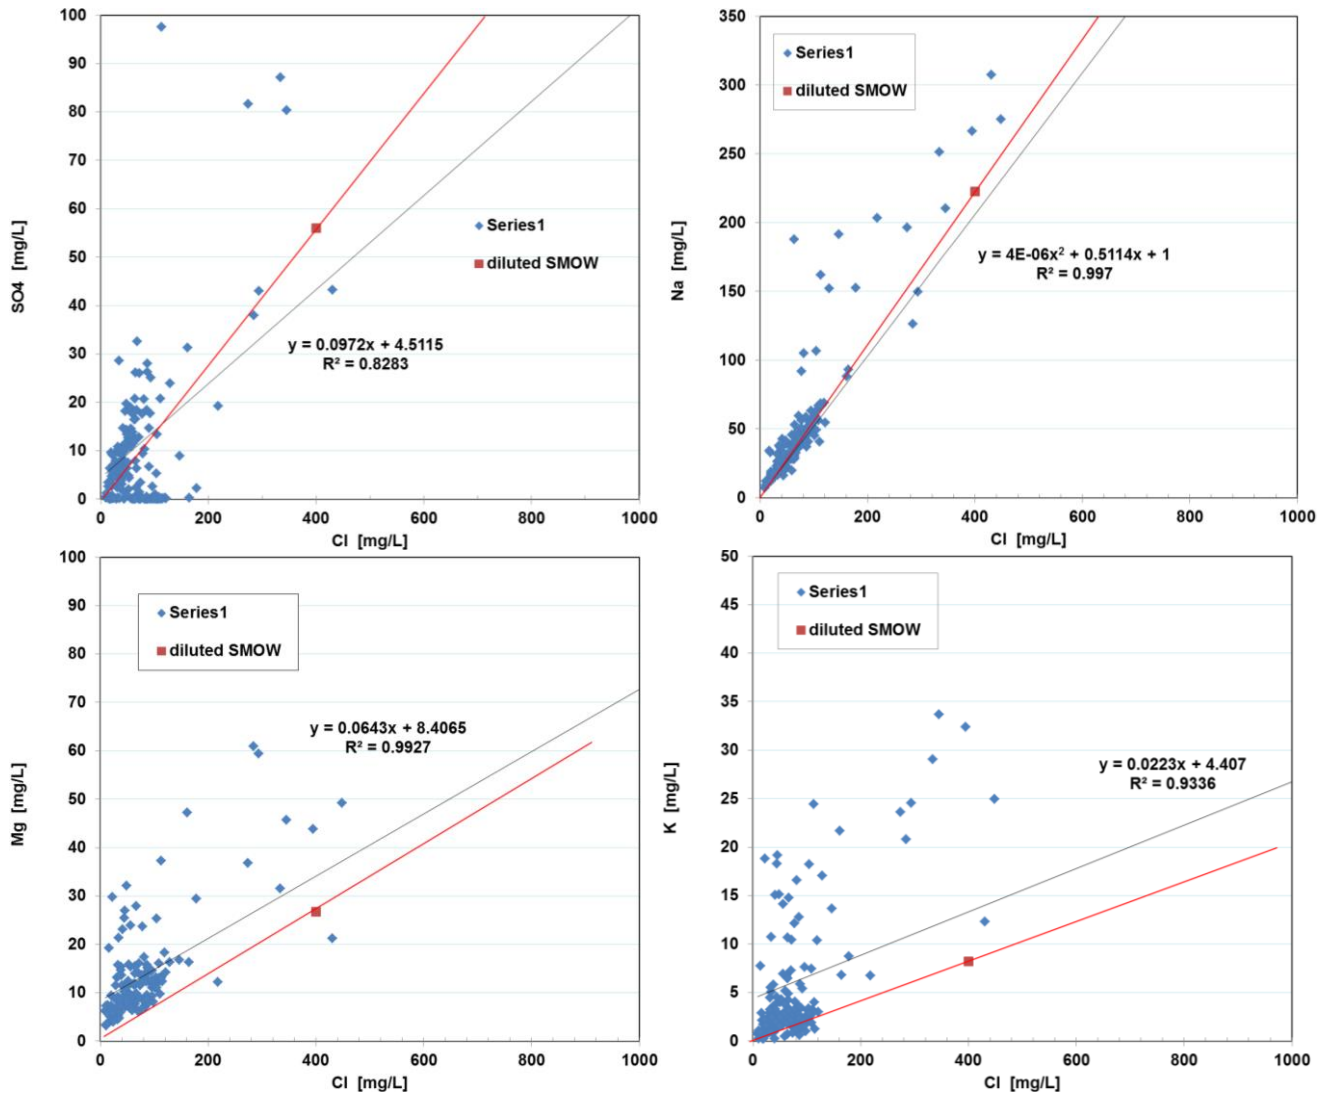 100
90
80
70
60
50
40
30
20
10
0
SO4 [mg/L]
Series1
diluted SMOW
y = 0.0972x + 4.5115
R² = 0.8283
0
200
400
600
800
1000
Cl [mg/L]
350
300
250
200
150
100
50
0
Na [mg/L]
Series1
diluted SMOW
y = 4E-06x² + 0.5114x + 1
R² = 0.997
0
200
400
600
800
1000
Cl [mg/L]
100
90
80
70
60
50
40
30
20
10
0
Mg [mg/L]
Series1
diluted SMOW
y = 0.0643x + 8.4065
R² = 0.9927
0
200
400
600
800
1000
Cl [mg/L]
50
45
40
35
30
25
20
15
10
5
0
K [mg/L]
Series1
diluted SMOW
y = 0.0223x + 4.407
R² = 0.9336
0
200
400
600
800
1000
Cl [mg/L]